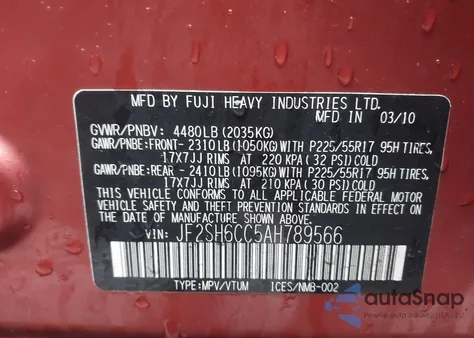 MFD BY FUJI HEAVY INDUSTRIES LTD.
IN 03/10
GVWR/PNBV: 4480LB (2035KG)
GAWR/PNBE:FRONT- 2310LB (1050KG)WITH P225/55R17 95H TIRES,
17X7JJ RIMS AT 220 KPA (32 PSI)COLD
GAWR/PNBE:REAR - 2410LB (1095KG)WITH P225/55R17 95H TIRES,
17X7JJ RIMS AT 210 KPA (30 PSI)COLD
THIS VEHICLE CONFORMS TO ALL APPLICABLE FEDERAL MOTOR
VEHICLE SAFETY AND THEFT PREVENTION STANDARDS IN EFFECT
ON THE DATE OF MANUFACTURE SHOWN ABOVE.
VIN: JF2SH6CC5AH789566
TYPE:MPV/VTUM ICES/NMB-002
autoSnap